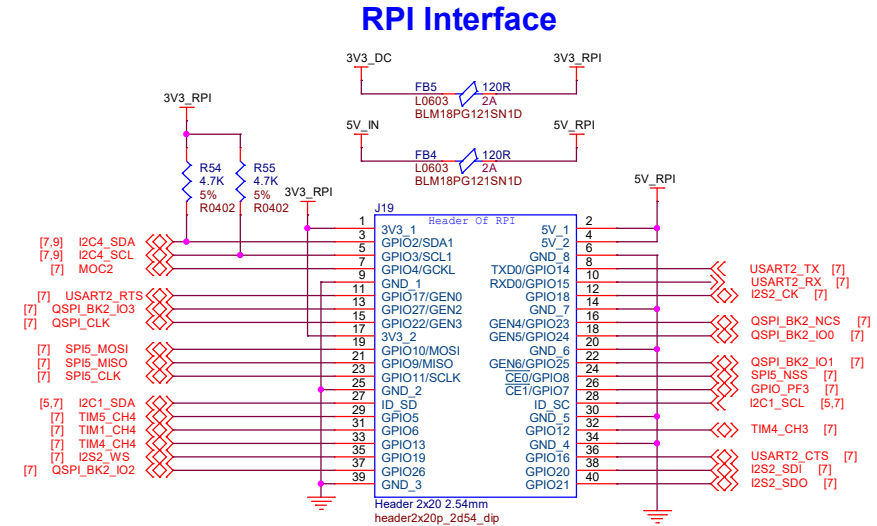 RPI Interface
3V3_DC 3V3_RPI
FB5 120R
L0603 2A
BLM18PG121SN1D
3V3_RPI
5V_IN 5V_RPI
FB4 120R
L0603 2A
BLM18PG121SN1D
R54 R55
4.7K 4.7K
5% 5%
R0402 R0402
3V3_RPI
5V_RPI
J19
Header Of RPI
1 3V3_1 5V_1 2
[7,9] I2C4_SDA 3 GPIO2/SDA1 5V_2 4
[7,9] I2C4_SCL 5 GPIO3/SCL1 GND_8 6
[7] MOC2 7 GPIO4/GCKL TXD0/GPIO14 8 USART2_TX [7]
9 GND_1 RXD0/GPIO15 10 USART2_RX [7]
[7] USART2_RTS 11 GPIO17/GEN0 GPIO18 12 I2S2_CK [7]
[7] QSPI_BK2_IO3 13 GPIO27/GEN2 GND_7 14
[7] QSPI_CLK 15 GPIO22/GEN3 GEN4/GPIO23 16 QSPI_BK2_NCS [7]
17 3V3_2 GEN5/GPIO24 18 QSPI_BK2_IO0 [7]
[7] SPI5_MOSI 19 GPIO10/MOSI GND_6 20
[7] SPI5_MISO 21 GPIO9/MISO GEN6/GPIO25 22 QSPI_BK2_IO1 [7]
[7] SPI5_CLK 23 GPIO11/SCLK CE0/GPIO8 24 SPI5_NSS [7]
25 GND_2 CE1/GPIO7 26 GPIO_PF3 [7]
[5,7] I2C1_SDA 27 ID_SD ID_SC 28 I2C1_SCL [5,7]
[7] TIM5_CH4 29 GPIO5 GND_5 30
[7] TIM1_CH4 31 GPIO6 GPIO12 32 TIM4_CH3 [7]
[7] TIM4_CH4 33 GPIO13 GND_4 34
[7] I2S2_WS 35 GPIO19 GPIO16 36 USART2_CTS [7]
[7] QSPI_BK2_IO2 37 GPIO26 GPIO20 38 I2S2_SDI [7]
39 GND_3 GPIO21 40 I2S2_SDO [7]
Header 2x20 2.54mm
header2x20p_2d54_dip